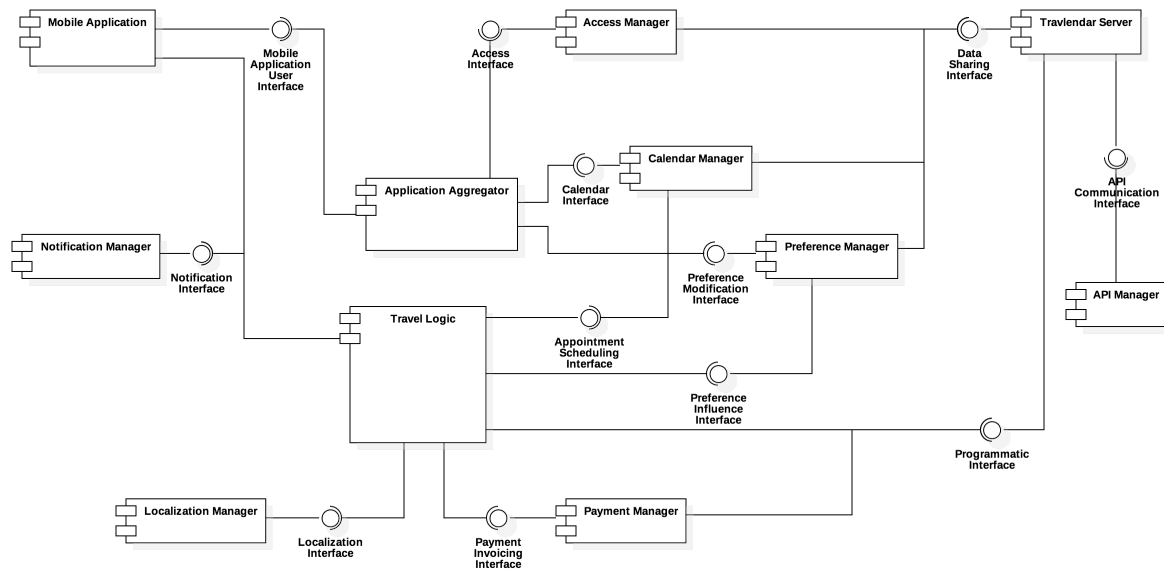 Mobile Application
Access Manager
Travlendar Server
Mobile
Application
User
Interface
Access
Interface
Data
Sharing
Interface
Calendar Manager
Application Aggregator
Calendar
Interface
API
Communication
Interface
Notification Manager
Preference Manager
Notification
Interface
Preference
Modification
Interface
API Manager
Travel Logic
Appointment
Scheduling
Interface
Preference
Influence
Interface
Programmatic
Interface
Localization Manager
Payment Manager
Localization
Interface
Payment
Invoicing
Interface